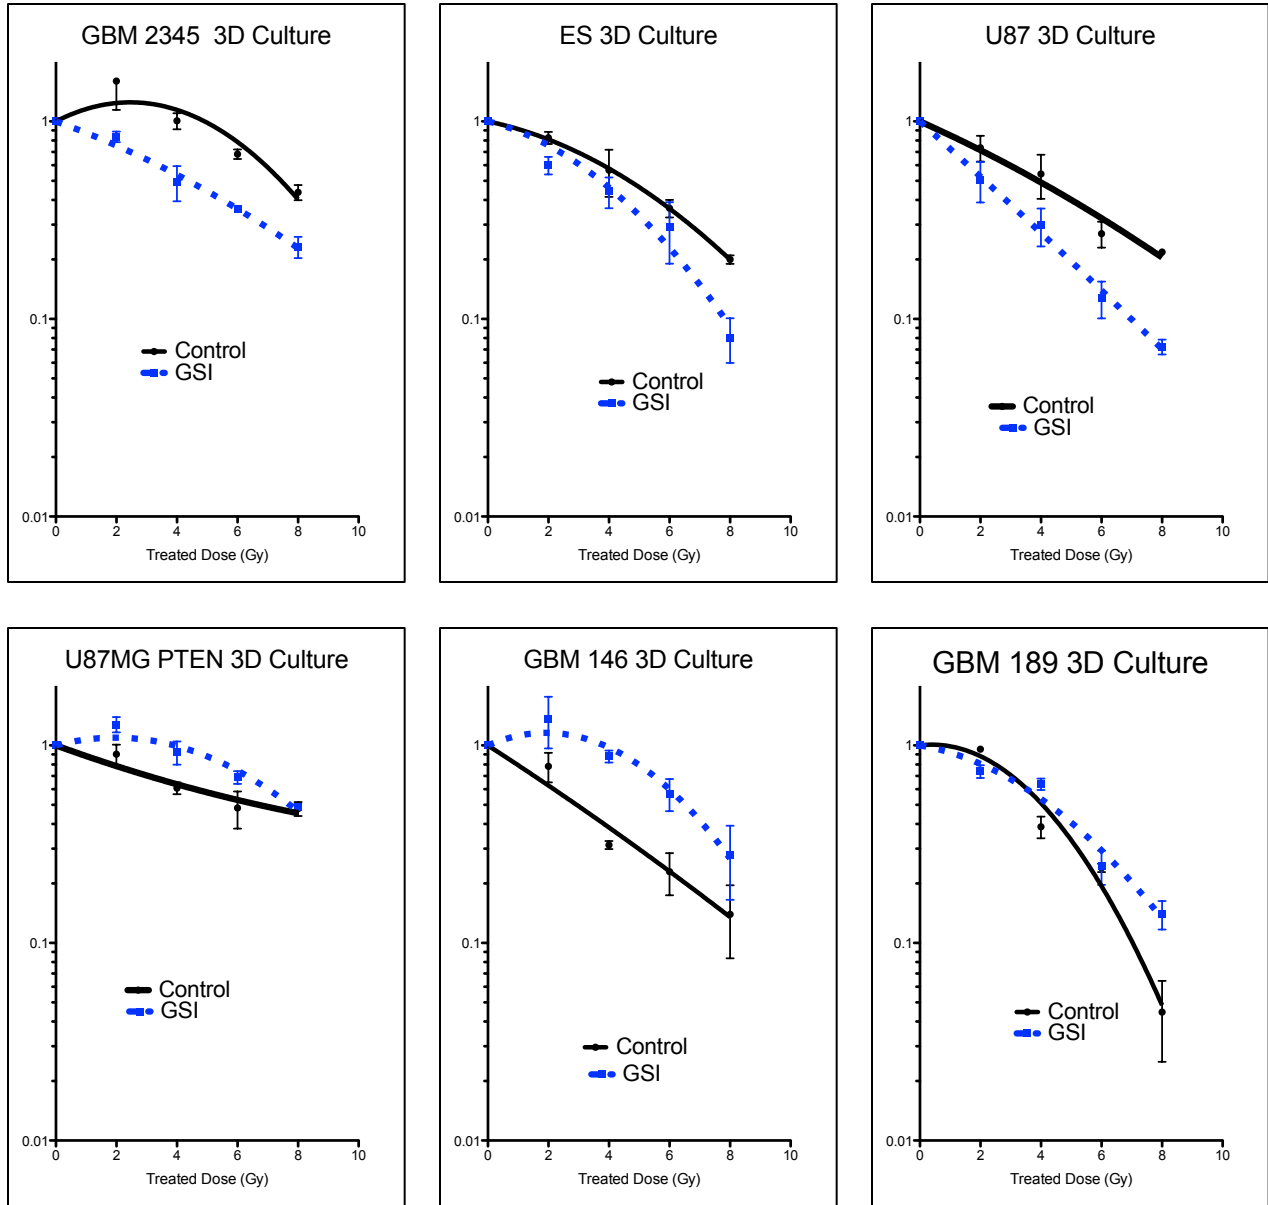 GBM 2345 3D Culture
1
0.1
0.01
Control
GSI
0 2 4 6 8 10
Treated Dose (Gy)
ES 3D Culture
1
0.1
0.01
Control
GSI
0 2 4 6 8 10
Treated Dose (Gy)
U87 3D Culture
1
0.1
0.01
Control
GSI
0 2 4 6 8 10
Treated Dose (Gy)
U87MG PTEN 3D Culture
1
0.1
0.01
Control
GSI
0 2 4 6 8 10
Treated Dose (Gy)
GBM 146 3D Culture
1
0.1
0.01
Control
GSI
0 2 4 6 8 10
Treated Dose (Gy)
GBM 189 3D Culture
1
0.1
0.01
Control
GSI
0 2 4 6 8 10
Treated Dose (Gy)